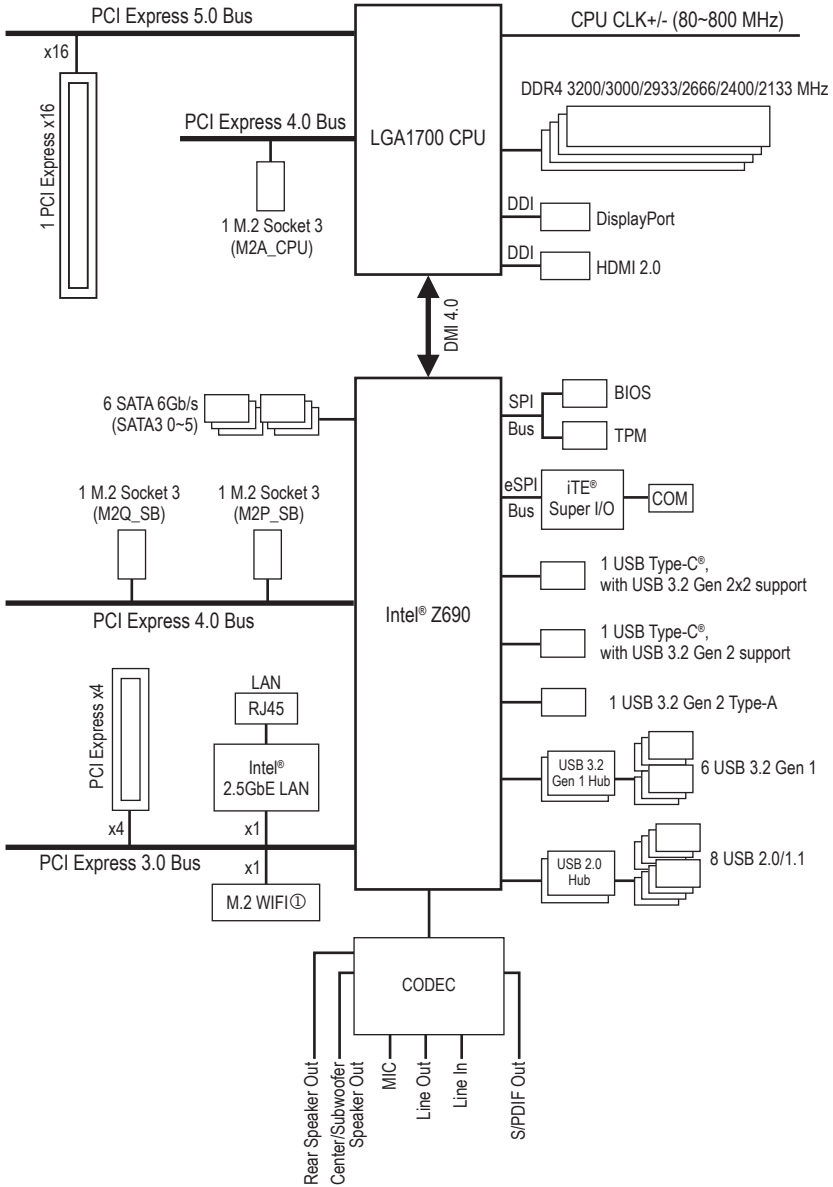 PCI Express 5.0 Bus
CPU CLK+/- (80~800 MHz)
x16
1 PCI Express x16
DDR4 3200/3000/2933/2666/2400/2133 MHz
PCI Express 4.0 Bus
LGA1700 CPU
1 M.2 Socket 3
(M2A_CPU)
DDI
DisplayPort
DDI
HDMI 2.0
DMI 4.0
6 SATA 6Gb/s
(SATA3 0~5)
SPI
Bus
BIOS
TPM
eSPI
Bus
iTE®
Super I/O
COM
1 M.2 Socket 3
(M2Q_SB)
1 M.2 Socket 3
(M2P_SB)
1 USB Type-C®,
with USB 3.2 Gen 2x2 support
PCI Express 4.0 Bus
Intel® Z690
1 USB Type-C®,
with USB 3.2 Gen 2 support
1 USB 3.2 Gen 2 Type-A
PCI Express x4
LAN
RJ45
Intel®
2.5GbE LAN
USB 3.2
Gen 1 Hub
6 USB 3.2 Gen 1
x4
x1
PCI Express 3.0 Bus
x1
M.2 WIFI①
USB 2.0
Hub
8 USB 2.0/1.1
CODEC
Rear Speaker Out
Center/Subwoofer
Speaker Out
MIC
Line Out
Line In
S/PDIF Out